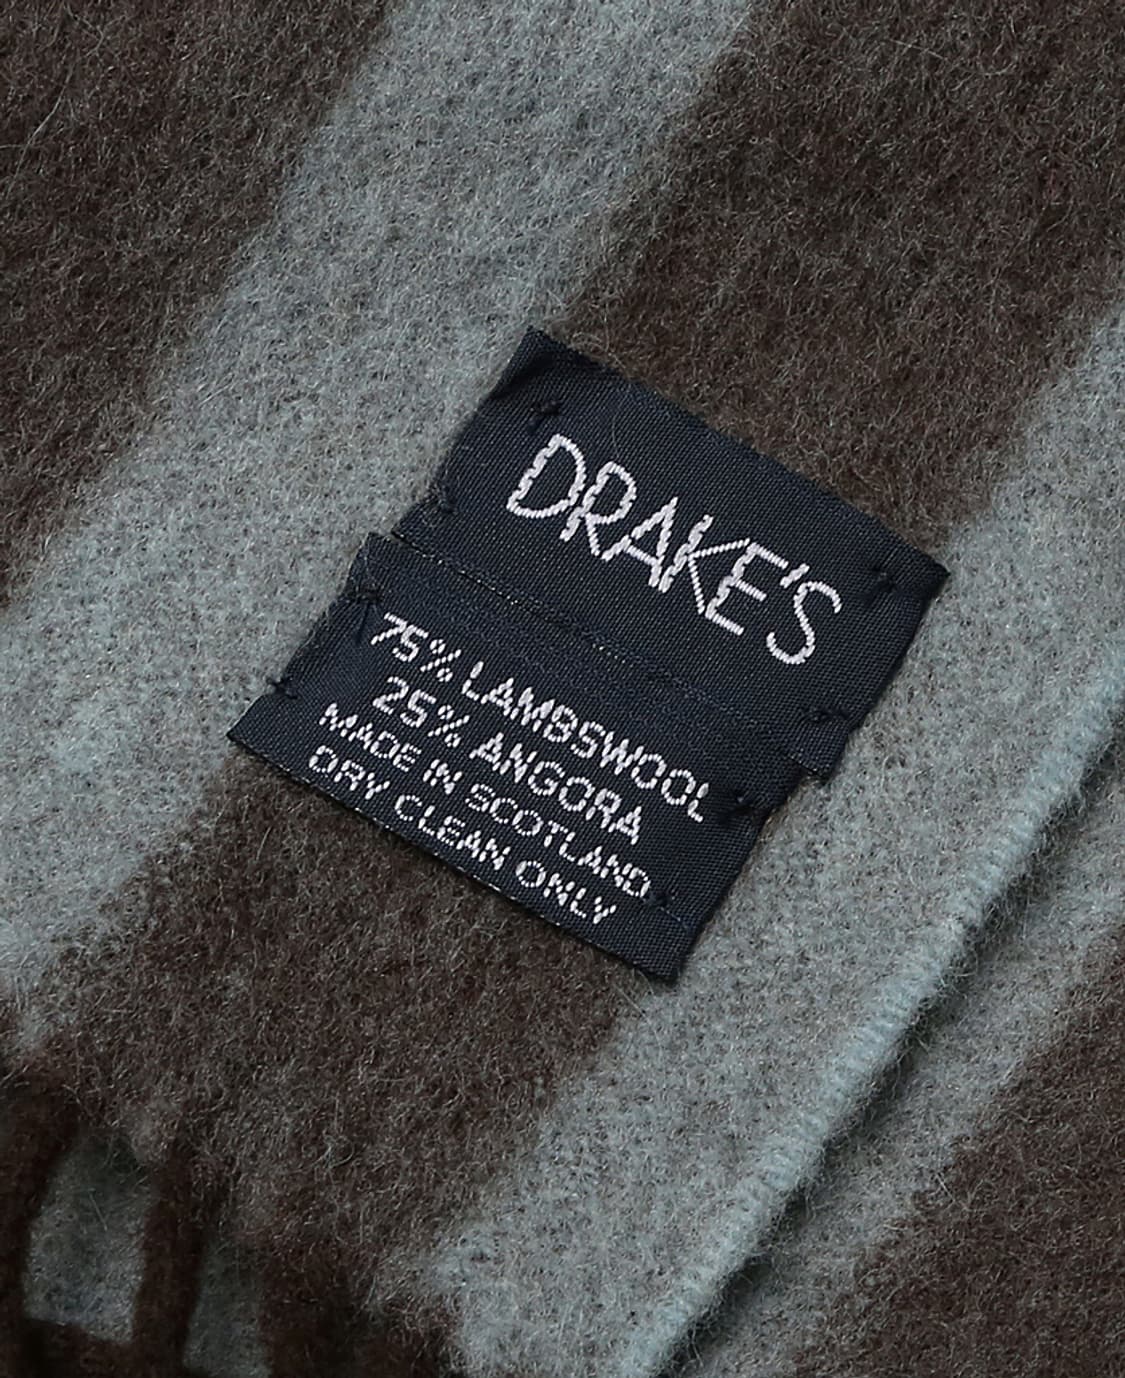 DRAKE'S
75% LAMBSWOOL
25% ANGORA
MADE IN SCOTLAND
DRY CLEAN ONLY